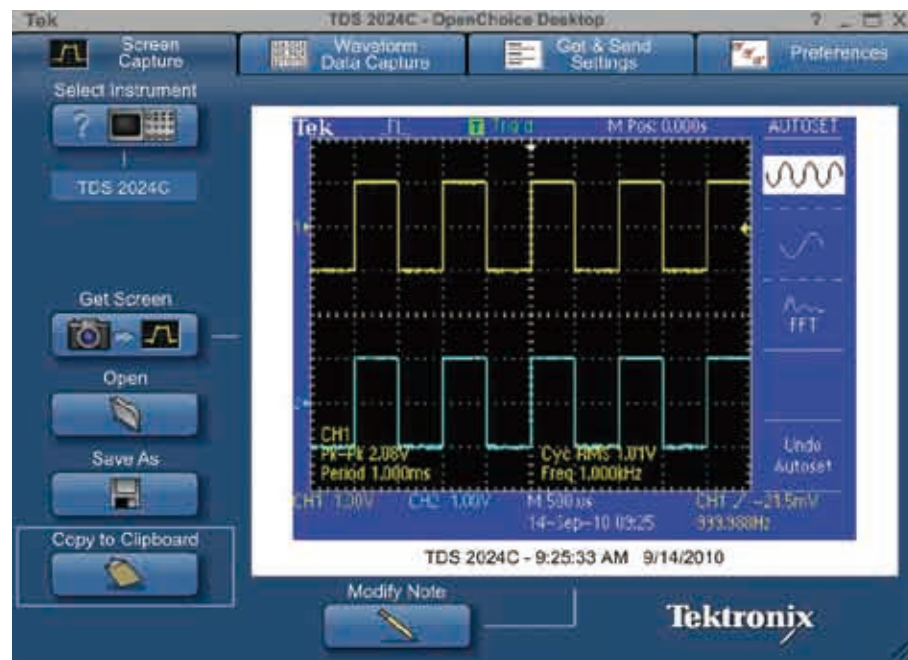 Tek
TDS 2024C - OpenChoice Desktop
? _ X
Screen
Capture
Waveform
Data Capture
Get & Send
Settings
Preferences
Select Instrument
?
TDS 2024C
Get Screen
Open
Save As
Copy to Clipboard
Tek
T Trig'd
M Pos: 0.000s
AUTOSET
1
2
FFT
Undo
Autoset
CH1
Pk-Pk 2.08V
Period 1.000ms
Cyc RMS 1.01V
Freq 1.000kHz
CH1 1.00V
CH2 1.00V
M 500us
CH1 / -21.5mV
14-Sep-10 09:25
999.988Hz
TDS 2024C - 9:25:33 AM 9/14/2010
Modify Note
Tektronix